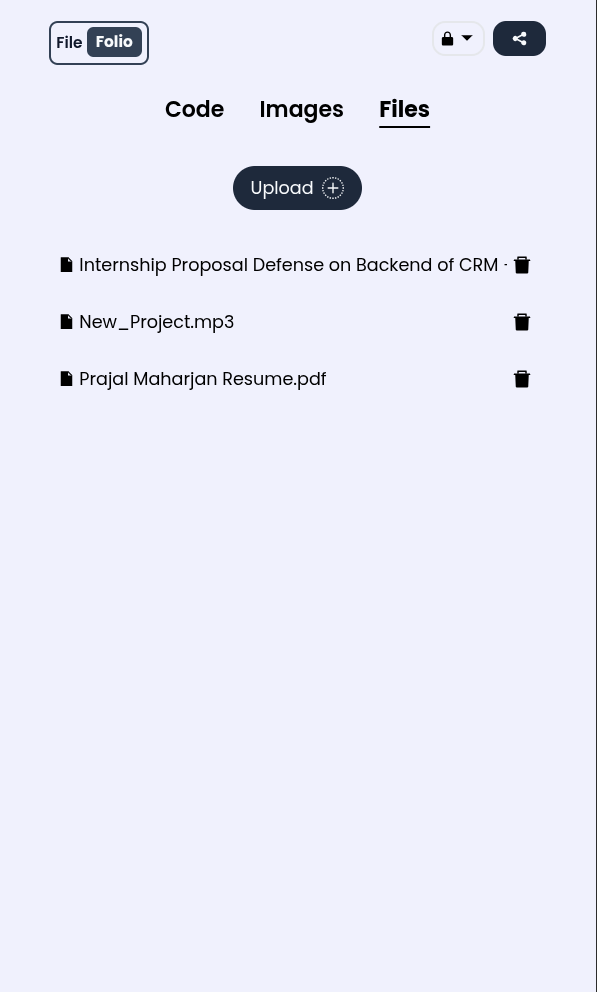 File Folio
Code Images Files
Upload
Internship Proposal Defense on Backend of CRM -
New_Project.mp3
Prajal Maharjan Resume.pdf